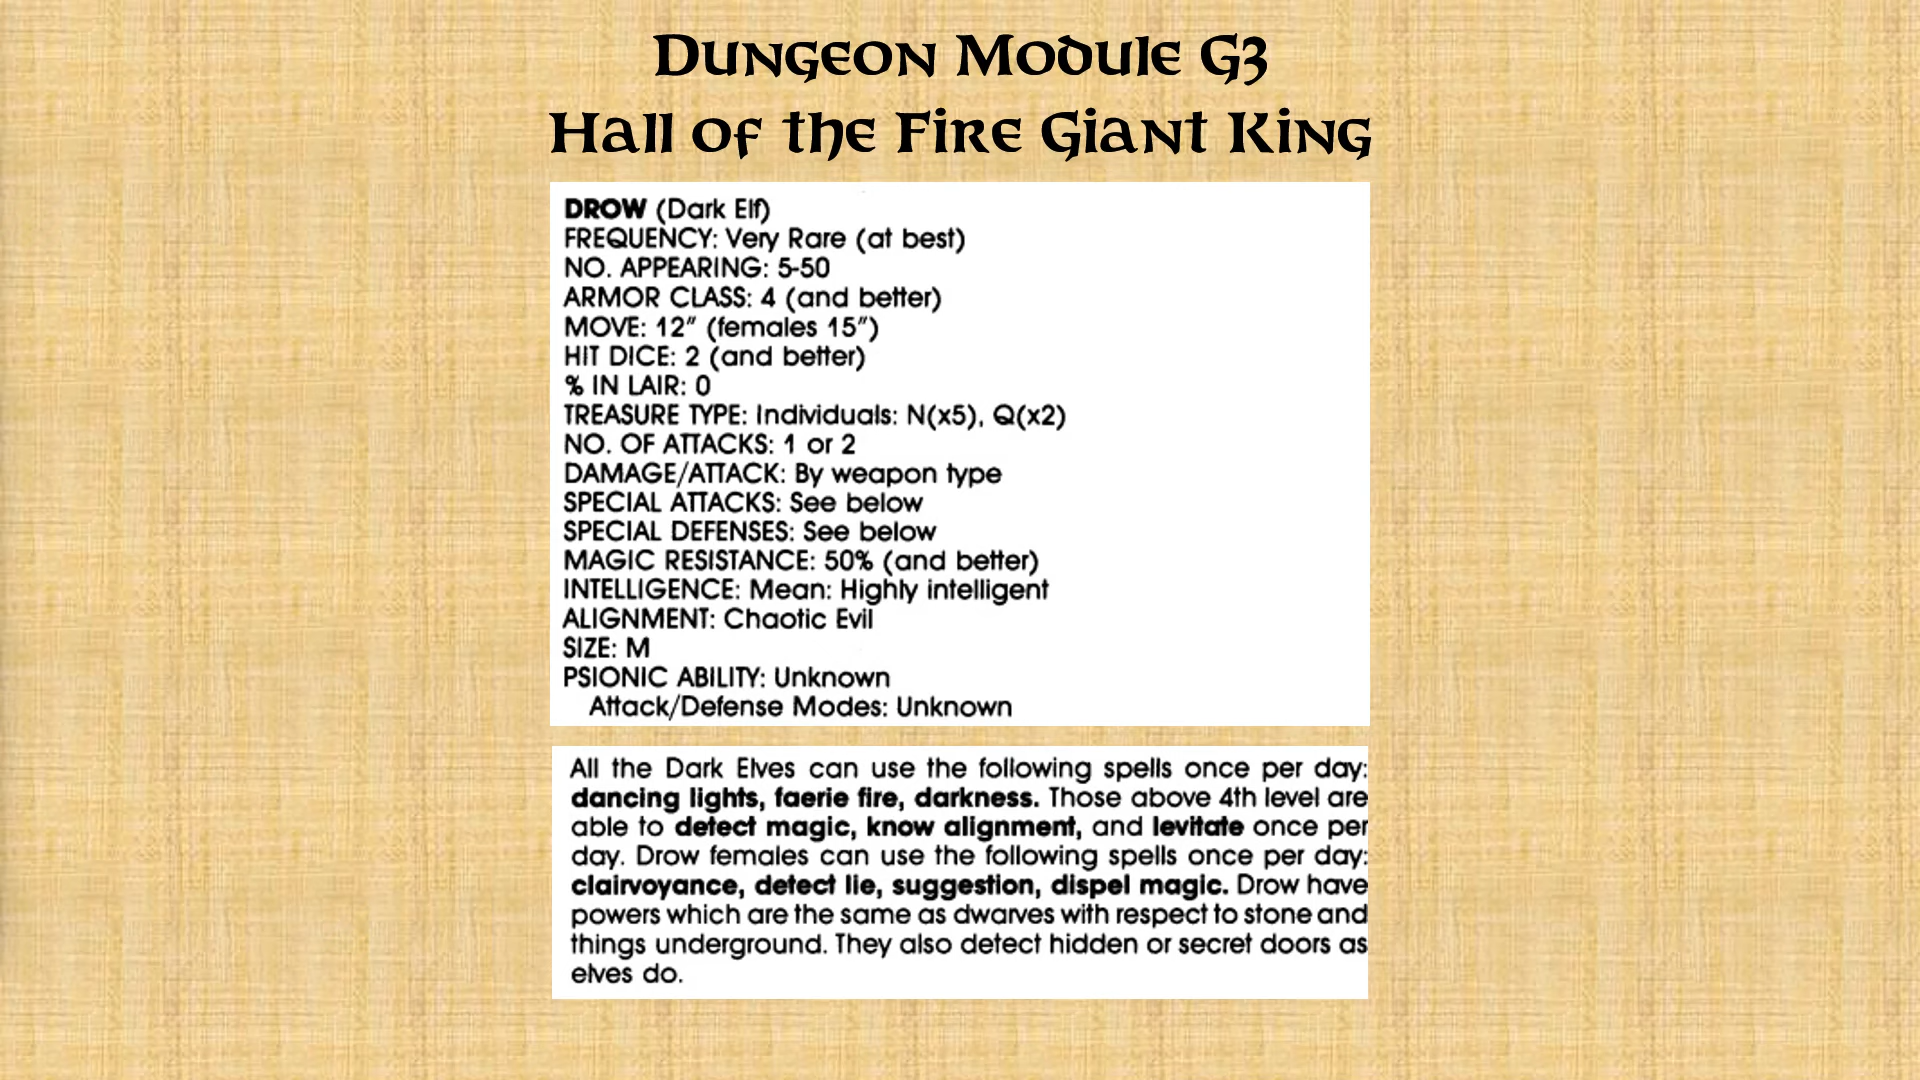 Dungeon Module G3
Hall of the Fire Giant King
DROW (Dark Elf)
FREQUENCY: Very Rare (at best)
NO. APPEARING: 5-50
ARMOR CLASS: 4 (and better)
MOVE: 12" (females 15")
HIT DICE: 2 (and better)
% IN LAIR: 0
TREASURE TYPE: Individuals: N(x5), Q(x2)
NO. OF ATTACKS: 1 or 2
DAMAGE/ATTACK: By weapon type
SPECIAL ATTACKS: See below
SPECIAL DEFENSES: See below
MAGIC RESISTANCE: 50% (and better)
INTELLIGENCE: Mean: Highly intelligent
ALIGNMENT: Chaotic Evil
SIZE: M
PSIONIC ABILITY: Unknown
Attack/Defense Modes: Unknown
All the Dark Elves can use the following spells once per day:
dancing lights, faerie fire, darkness. Those above 4th level are
able to detect magic, know alignment, and levitate once per
day. Drow females can use the following spells once per day:
clairvoyance, detect lie, suggestion, dispel magic. Drow have
powers which are the same as dwarves with respect to stone and
things underground. They also detect hidden or secret doors as
elves do.